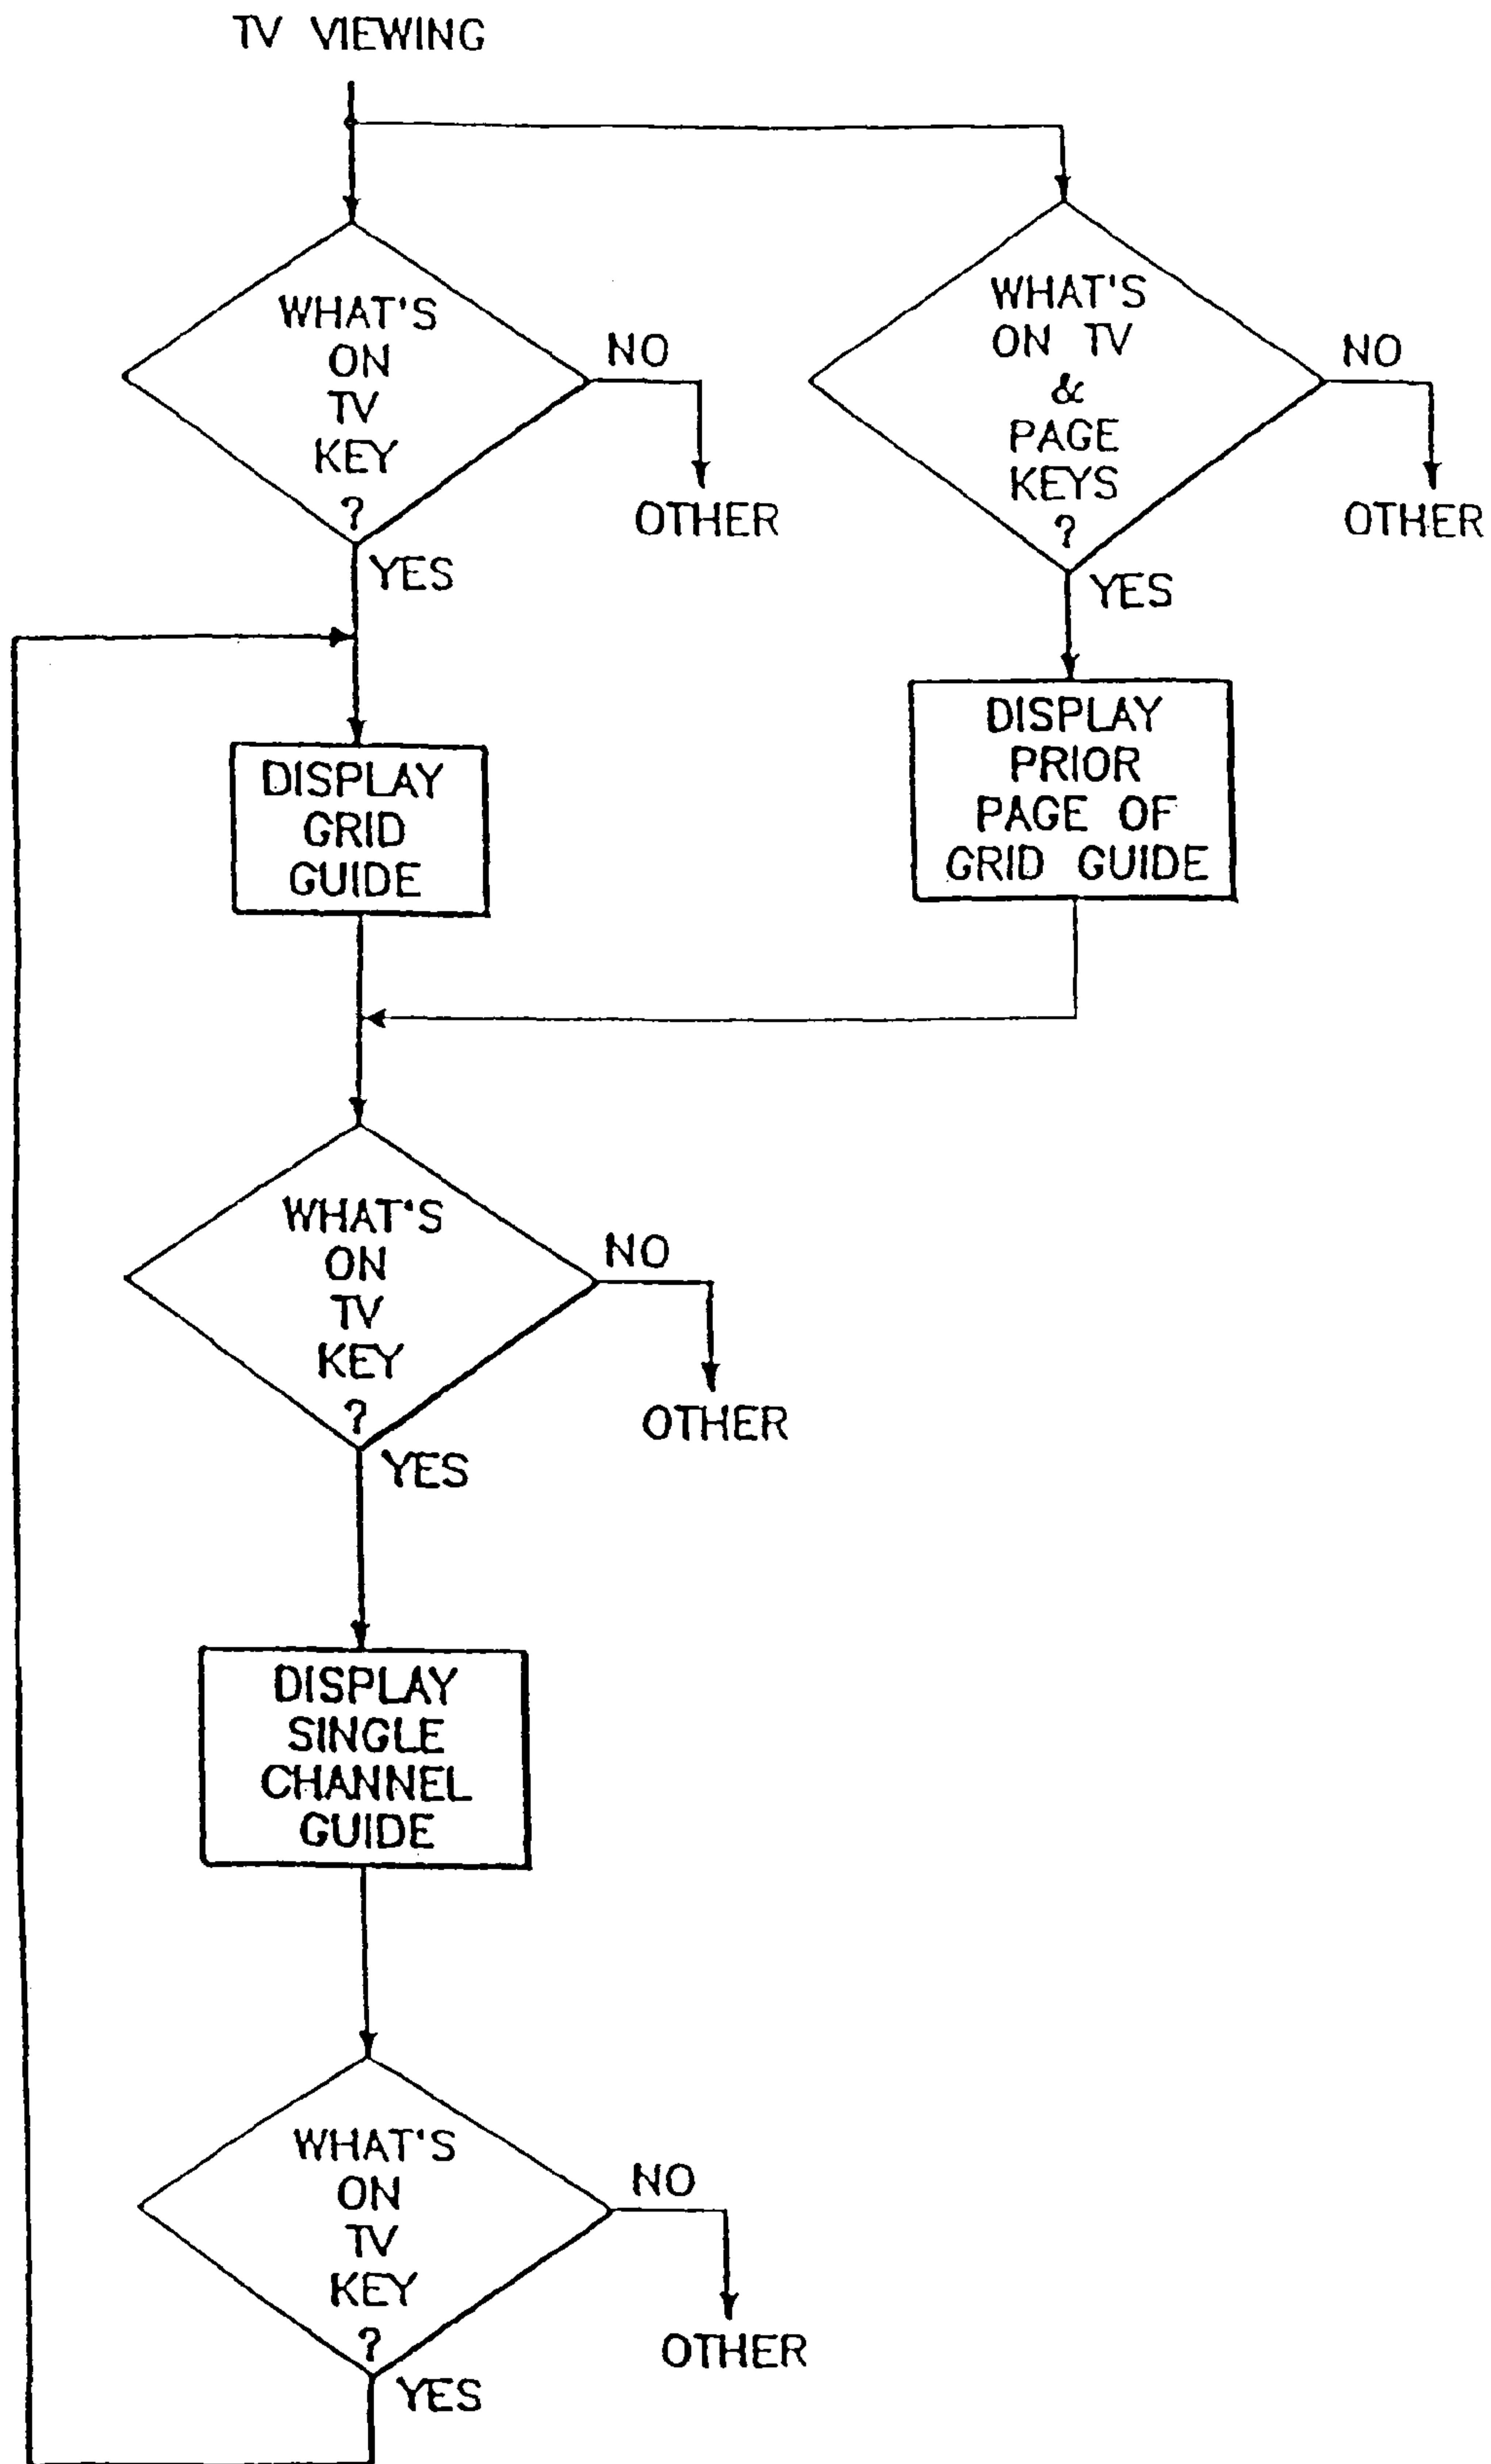 TV VIEWING
WHAT'S
ON
TV
KEY
?
NO
OTHER
YES
WHAT'S
ON TV
&
PAGE
KEYS
?
NO
OTHER
YES
DISPLAY
GRID
GUIDE
DISPLAY
PRIOR
PAGE OF
GRID GUIDE
WHAT'S
ON
TV
KEY
?
NO
OTHER
YES
DISPLAY
SINGLE
CHANNEL
GUIDE
WHAT'S
ON
TV
KEY
?
NO
OTHER
YES